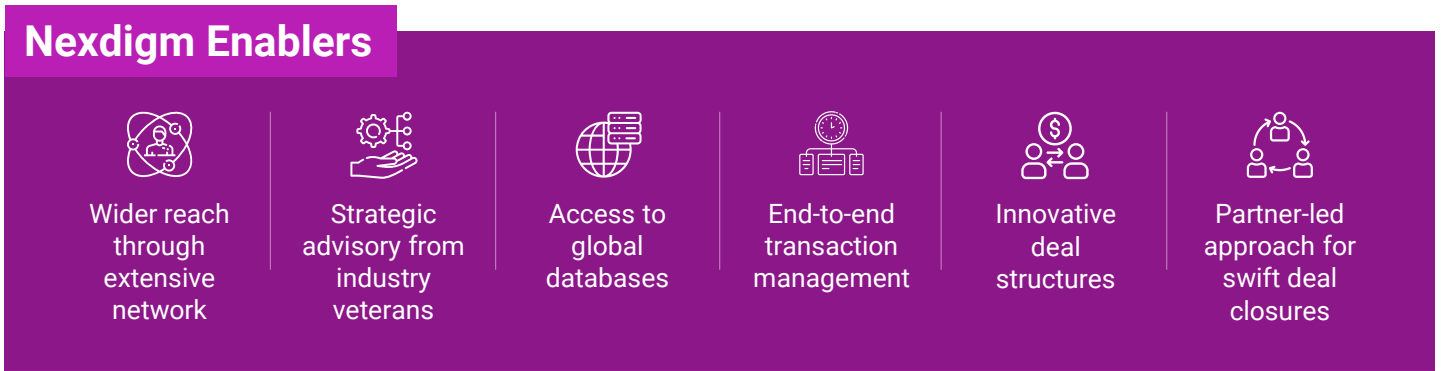 Nexdigm Enablers
Wider reach
through
extensive
network
Strategic
advisory from
industry
veterans
Access to
global
databases
End-to-end
transaction
management
$
Innovative
deal
structures
Partner-led
approach for
swift deal
closures